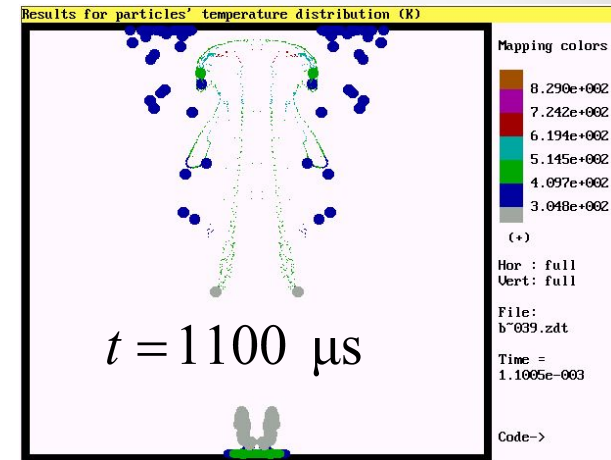 Results for particles' temperature distribution (K)
Mapping colors
8.290e+002
7.242e+002
6.194e+002
5.145e+002
4.097e+002
3.048e+002
(+)
Hor : full
Vert: full
File:
b~039.zdt
Time =
1.1005e-003
Code->
t = 1100 μs